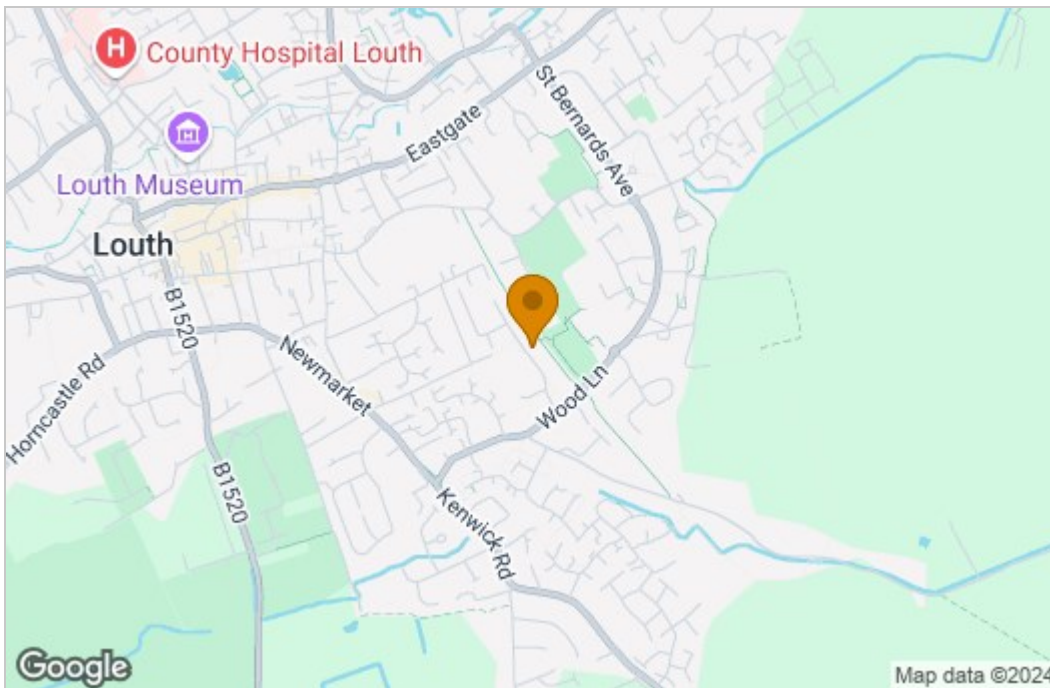 County Hospital Louth
St Bernards Ave
Eastgate
Louth Museum
Louth
B1520
Newmarket
Horncastle Rd
Wood Ln
B1520
Kenwick Rd
Google
Map data ©2024